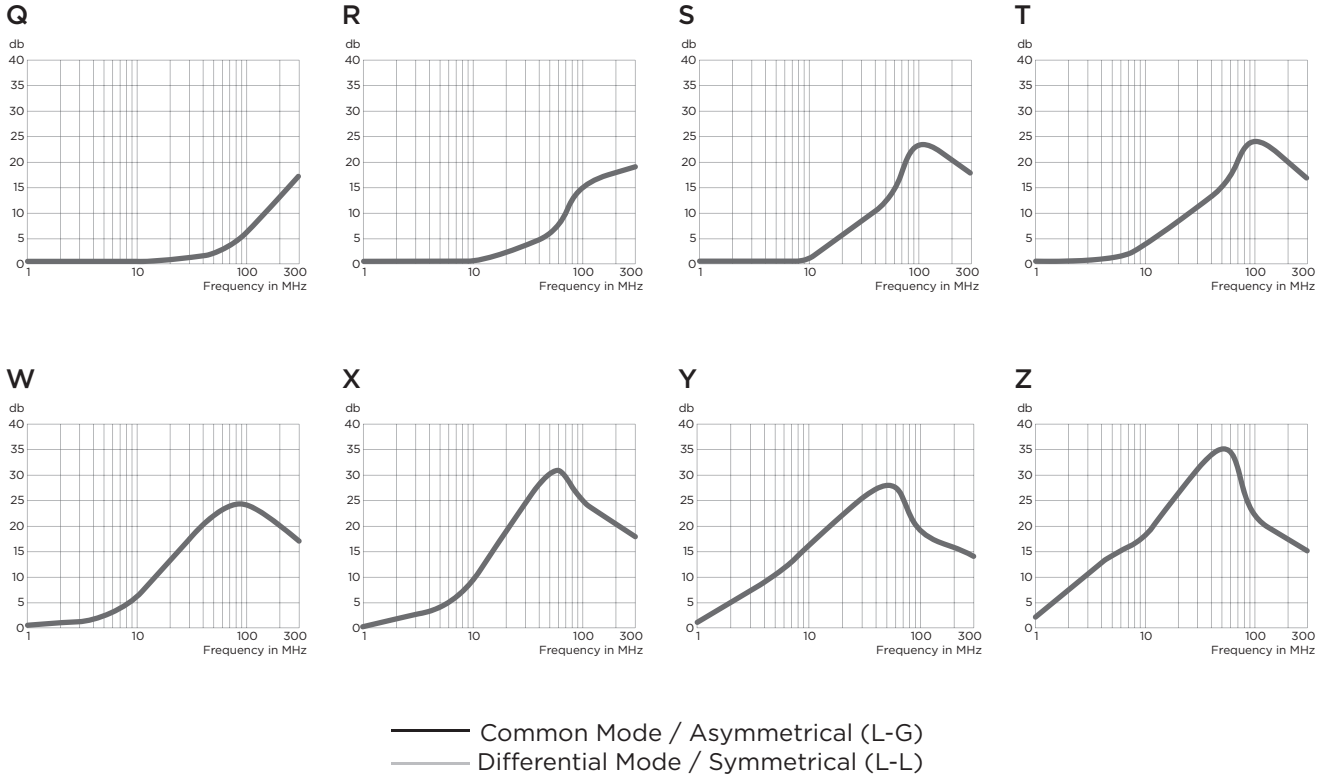 Q
db
40
35
30
25
20
15
10
5
0
1 10 100 300
Frequency in MHz
R
db
40
35
30
25
20
15
10
5
0
1 10 100 300
Frequency in MHz
S
db
40
35
30
25
20
15
10
5
0
1 10 100 300
Frequency in MHz
T
db
40
35
30
25
20
15
10
5
0
1 10 100 300
Frequency in MHz
W
db
40
35
30
25
20
15
10
5
0
1 10 100 300
Frequency in MHz
X
db
40
35
30
25
20
15
10
5
0
1 10 100 300
Frequency in MHz
Y
db
40
35
30
25
20
15
10
5
0
1 10 100 300
Frequency in MHz
Z
db
40
35
30
25
20
15
10
5
0
1 10 100 300
Frequency in MHz
Common Mode / Asymmetrical (L-G)
Differential Mode / Symmetrical (L-L)